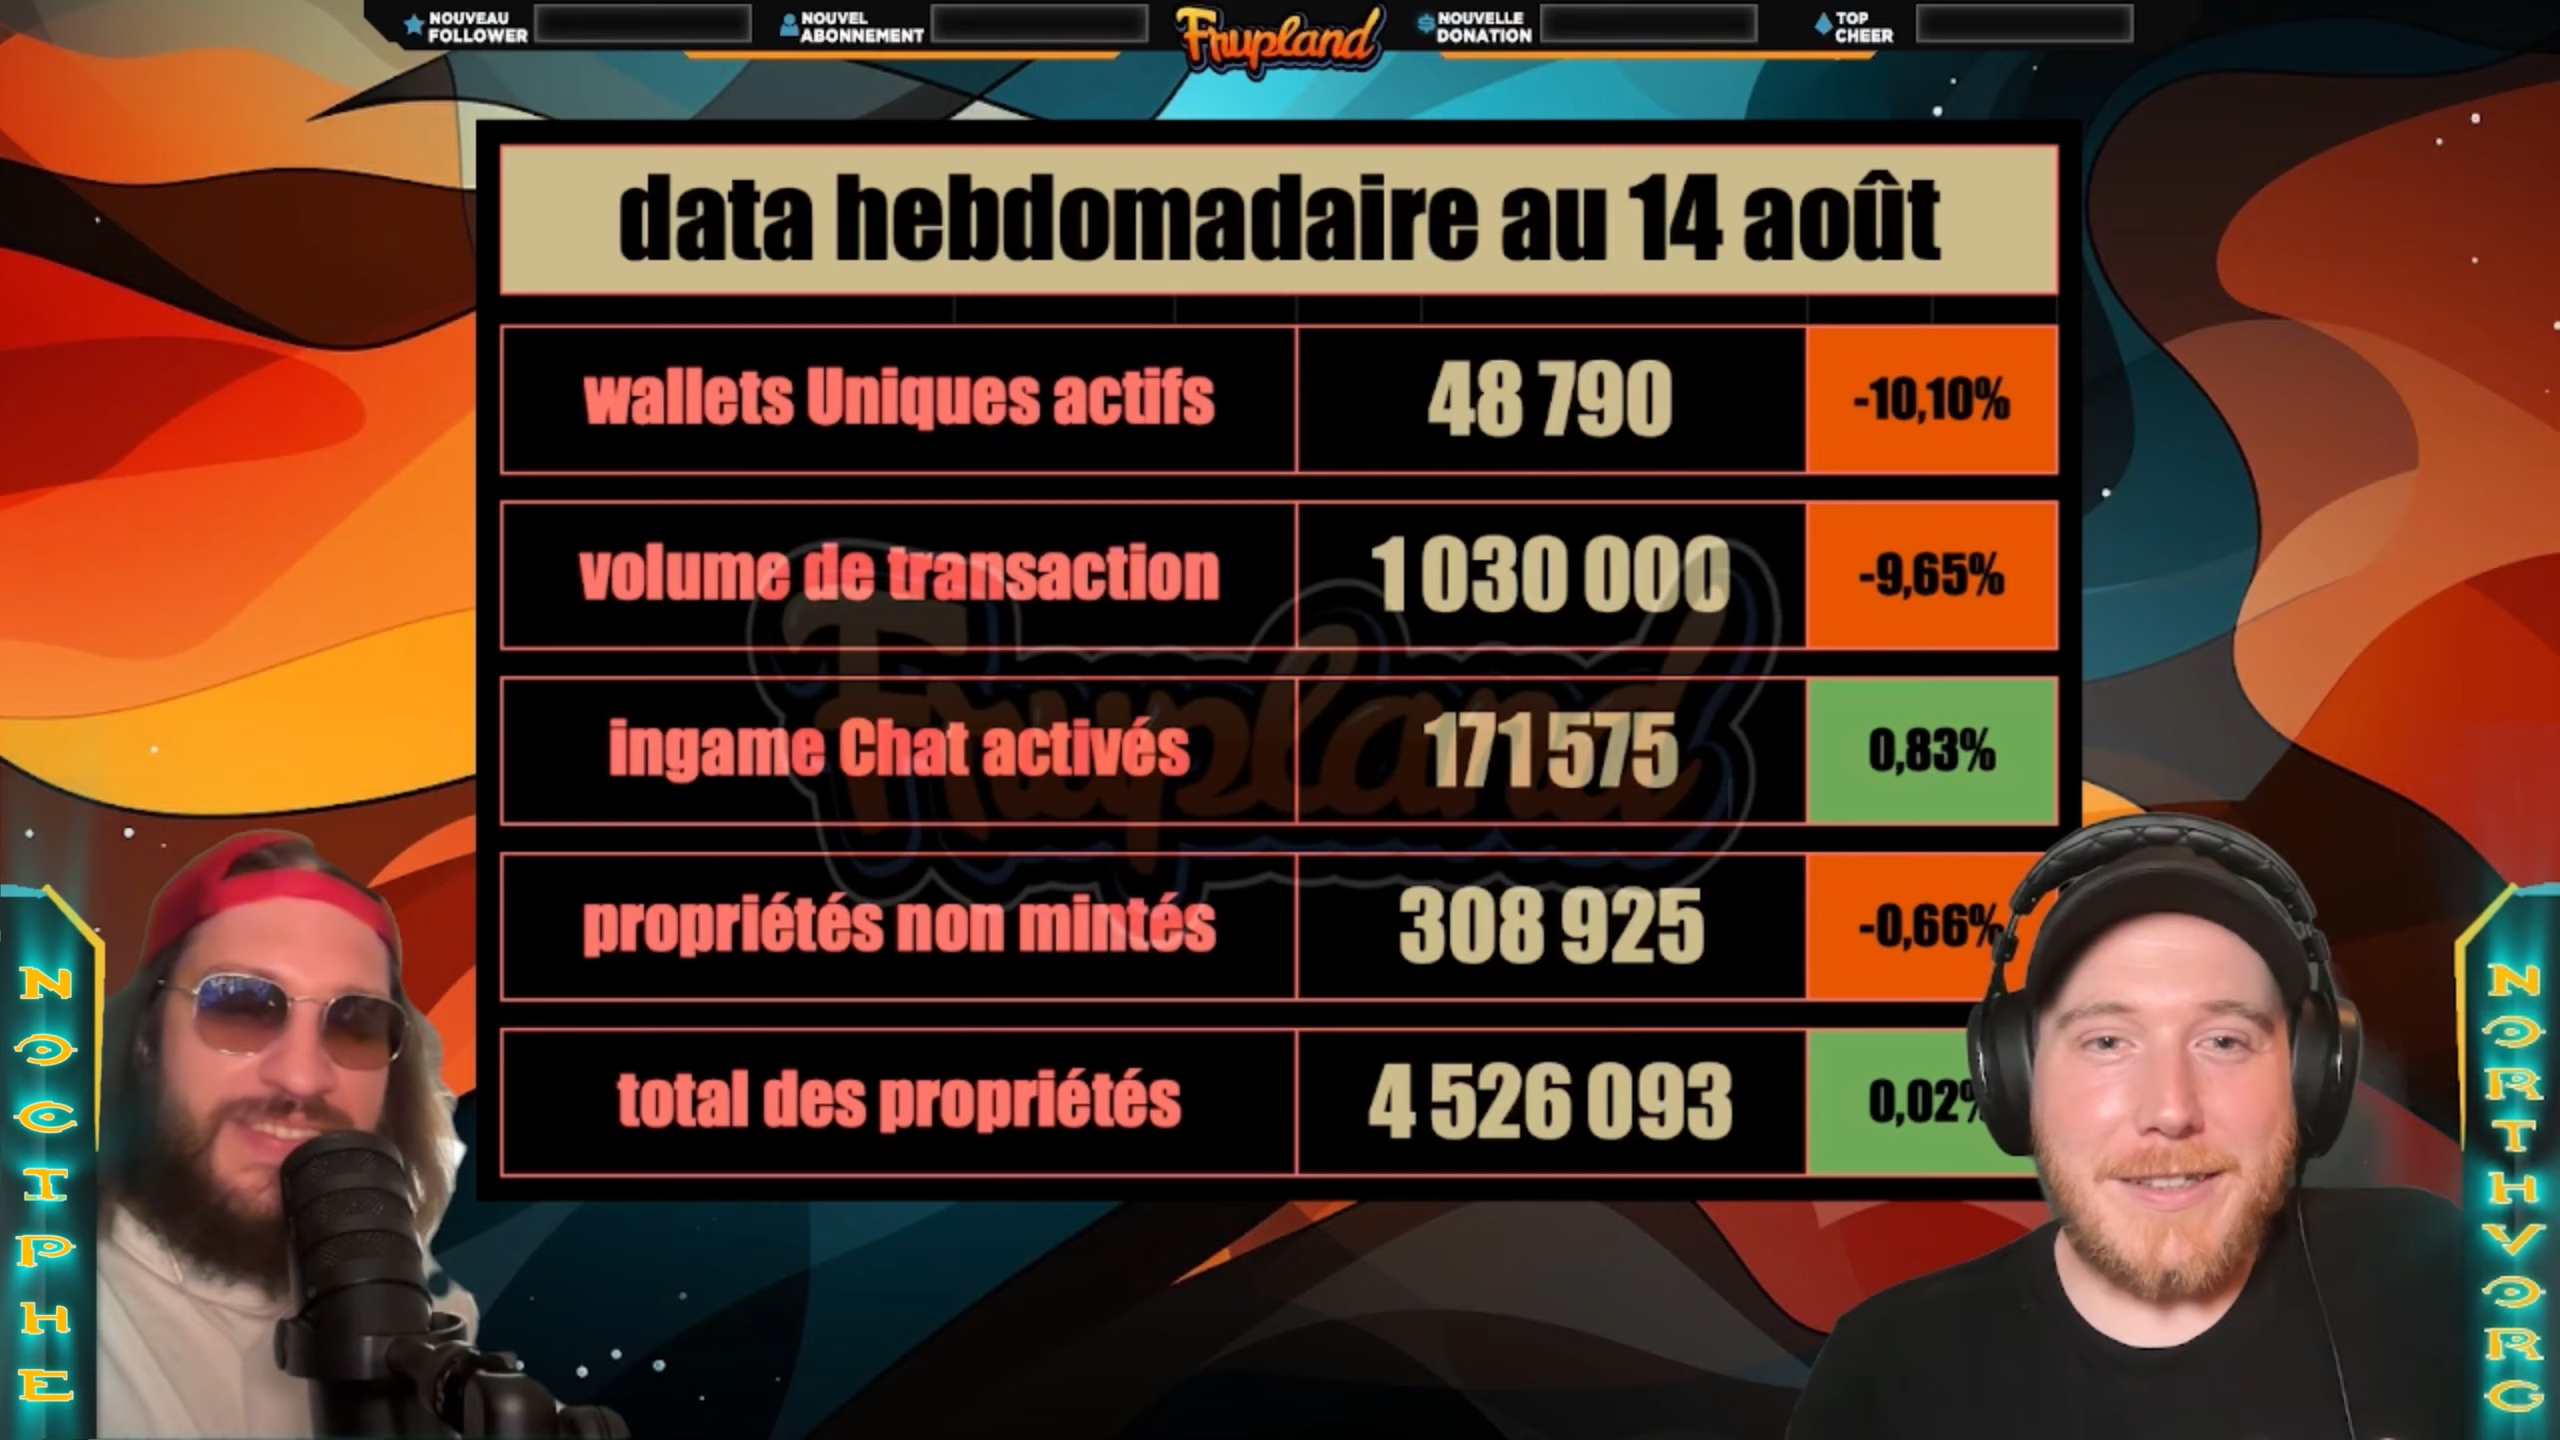 NOUVEAU
FOLLOWER
NOUVEL
ABONNEMENT
Frupland
NOUVELLE
DONATION
TOP
CHEER
data hebdomadaire au 14 août
wallets Uniques actifs 48 790 -10,10%
volume de transaction 1 030 000 -9,65%
ingame Chat activés 171 575 0,83%
propriétés non mintés 308 925 -0,66%
total des propriétés 4 526 093 0,02%
Frupland
NOCIPHE
NORTHVORG